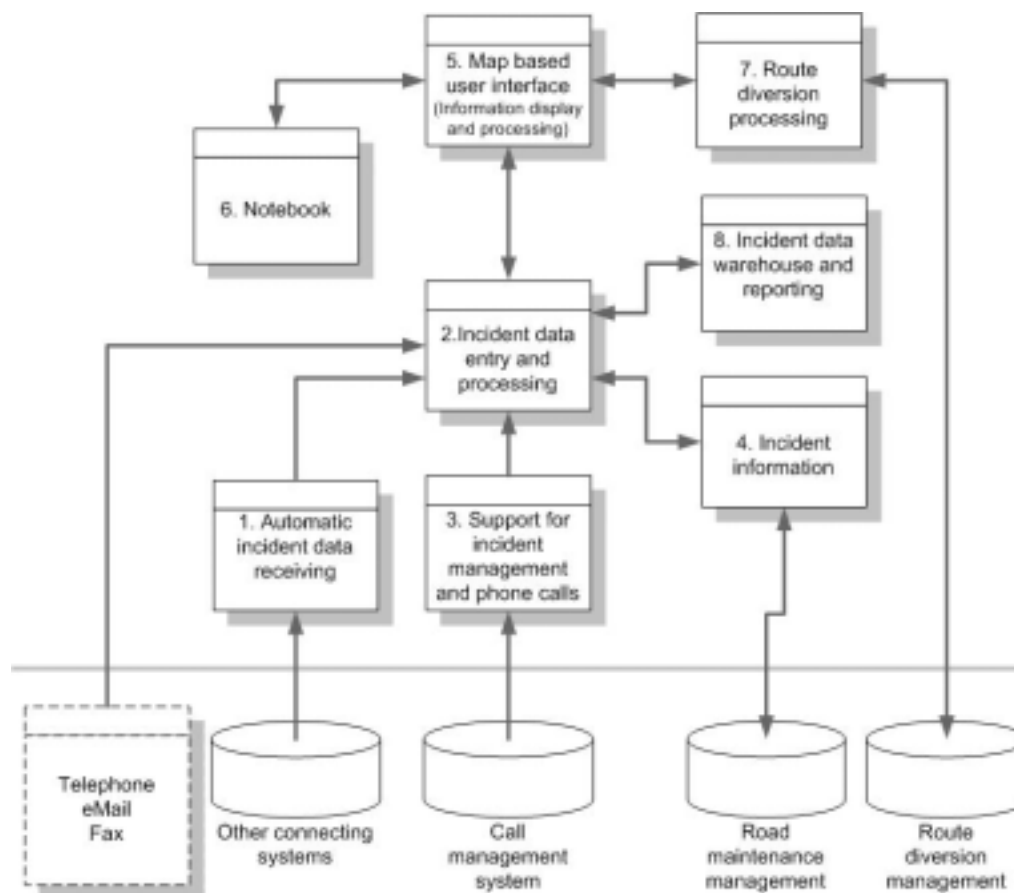 5. Map based
user interface
(Information display
and processing)
7. Route
diversion
processing
6. Notebook
8. Incident data
warehouse and
reporting
2.Incident data
entry and
processing
4. Incident
information
1. Automatic
incident data
receiving
3. Support for
incident
management
and phone calls
Telephone
eMail
Fax
Other connecting
systems
Call
management
system
Road
maintenance
management
Route
diversion
management